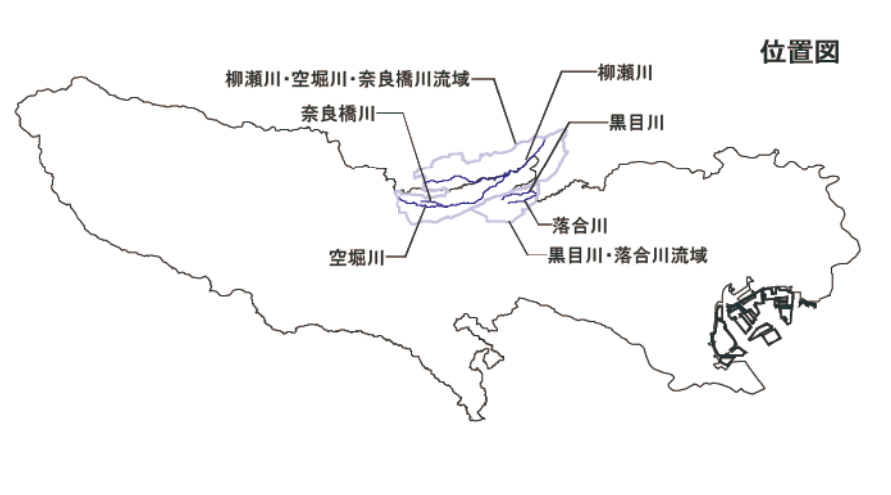 位置図
柳瀬川・空堀川・奈良橋川流域
柳瀬川
奈良橋川
黒目川
落合川
空堀川
黒目川・落合川流域